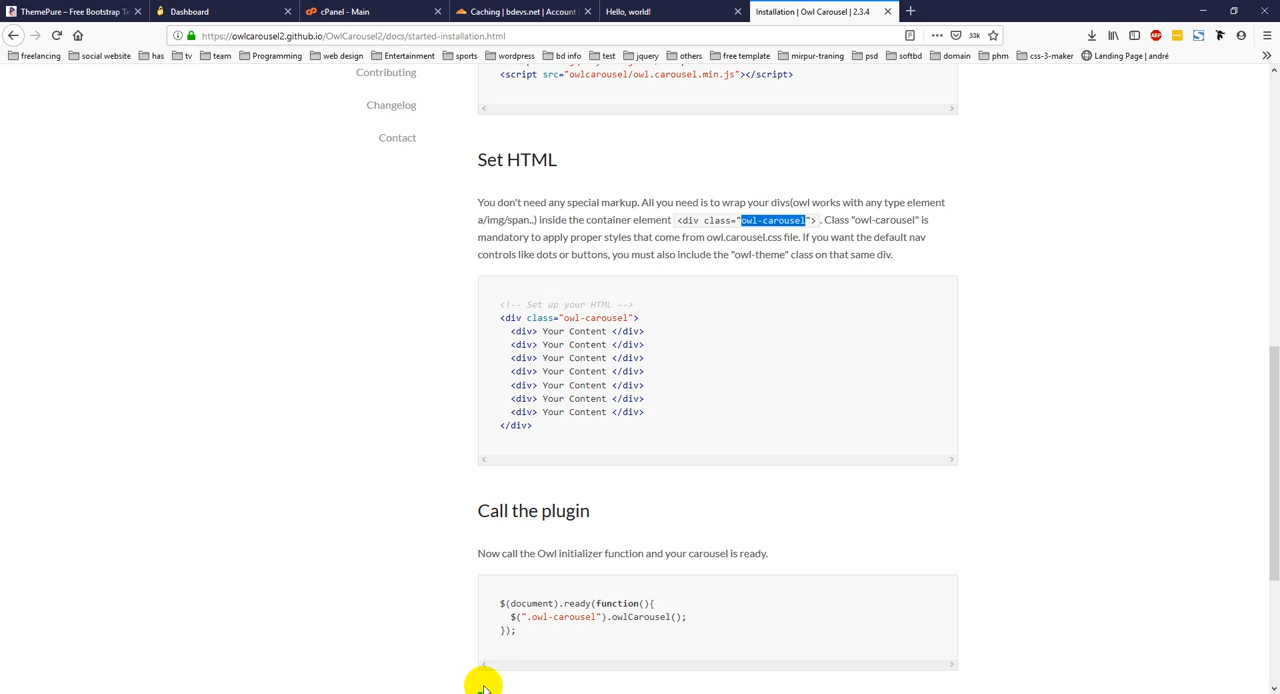 ThemePure – Free Bootstrap Te
Dashboard
cPanel - Main
Caching | bdevs.net | Account
Hello, world!
Installation | Owl Carousel | 2.3.4
https://owlcarousel2.github.io/OwlCarousel2/docs/started-installation.html
33k
freelancing
social website
has
tv
team
Programming
web design
Entertainment
sports
wordpress
bd info
test
jquery
others
free template
mirpur-traning
psd
softbd
domain
phm
css-3-maker
Landing Page | andré
Contributing
Changelog
Contact
<script src="owlcarousel/owl.carousel.min.js"></script>
Set HTML
You don't need any special markup. All you need is to wrap your divs(owl works with any type element
a/img/span..) inside the container element <div class="owl-carousel"> . Class "owl-carousel" is
mandatory to apply proper styles that come from owl.carousel.css file. If you want the default nav
controls like dots or buttons, you must also include the "owl-theme" class on that same div.
<!-- Set up your HTML -->
<div class="owl-carousel">
<div> Your Content </div>
<div> Your Content </div>
<div> Your Content </div>
<div> Your Content </div>
<div> Your Content </div>
<div> Your Content </div>
<div> Your Content </div>
</div>
Call the plugin
Now call the Owl initializer function and your carousel is ready.
$(document).ready(function(){
$(".owl-carousel").owlCarousel();
});